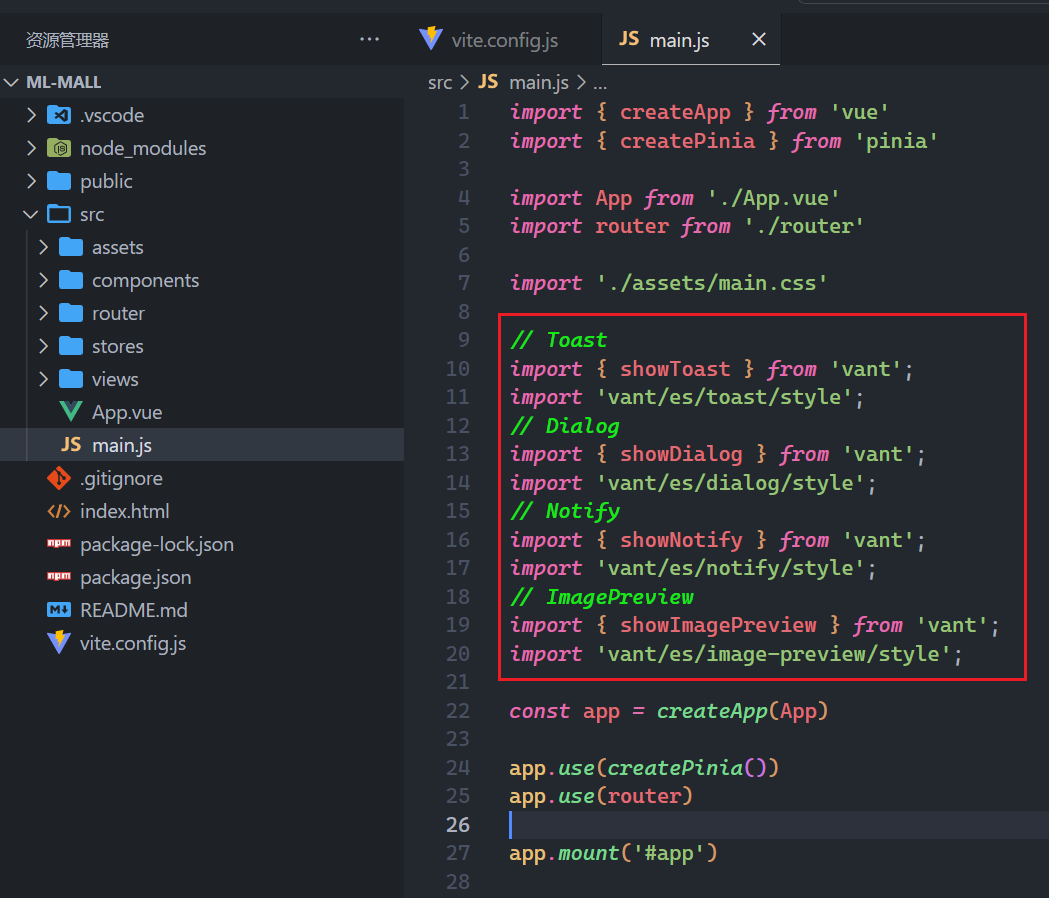 资源管理器 ···
ML-MALL
.vscode
node_modules
public
src
assets
components
router
stores
views
App.vue
JS main.js
.gitignore
index.html
npm package-lock.json
npm package.json
README.md
vite.config.js
vite.config.js JS main.js
src > JS main.js > ...
1 import { createApp } from 'vue'
2 import { createPinia } from 'pinia'
3
4 import App from './App.vue'
5 import router from './router'
6
7 import './assets/main.css'
8
9 // Toast
10 import { showToast } from 'vant';
11 import 'vant/es/toast/style';
12 // Dialog
13 import { showDialog } from 'vant';
14 import 'vant/es/dialog/style';
15 // Notify
16 import { showNotify } from 'vant';
17 import 'vant/es/notify/style';
18 // ImagePreview
19 import { showImagePreview } from 'vant';
20 import 'vant/es/image-preview/style';
21
22 const app = createApp(App)
23
24 app.use(createPinia())
25 app.use(router)
26
27 app.mount('#app')
28